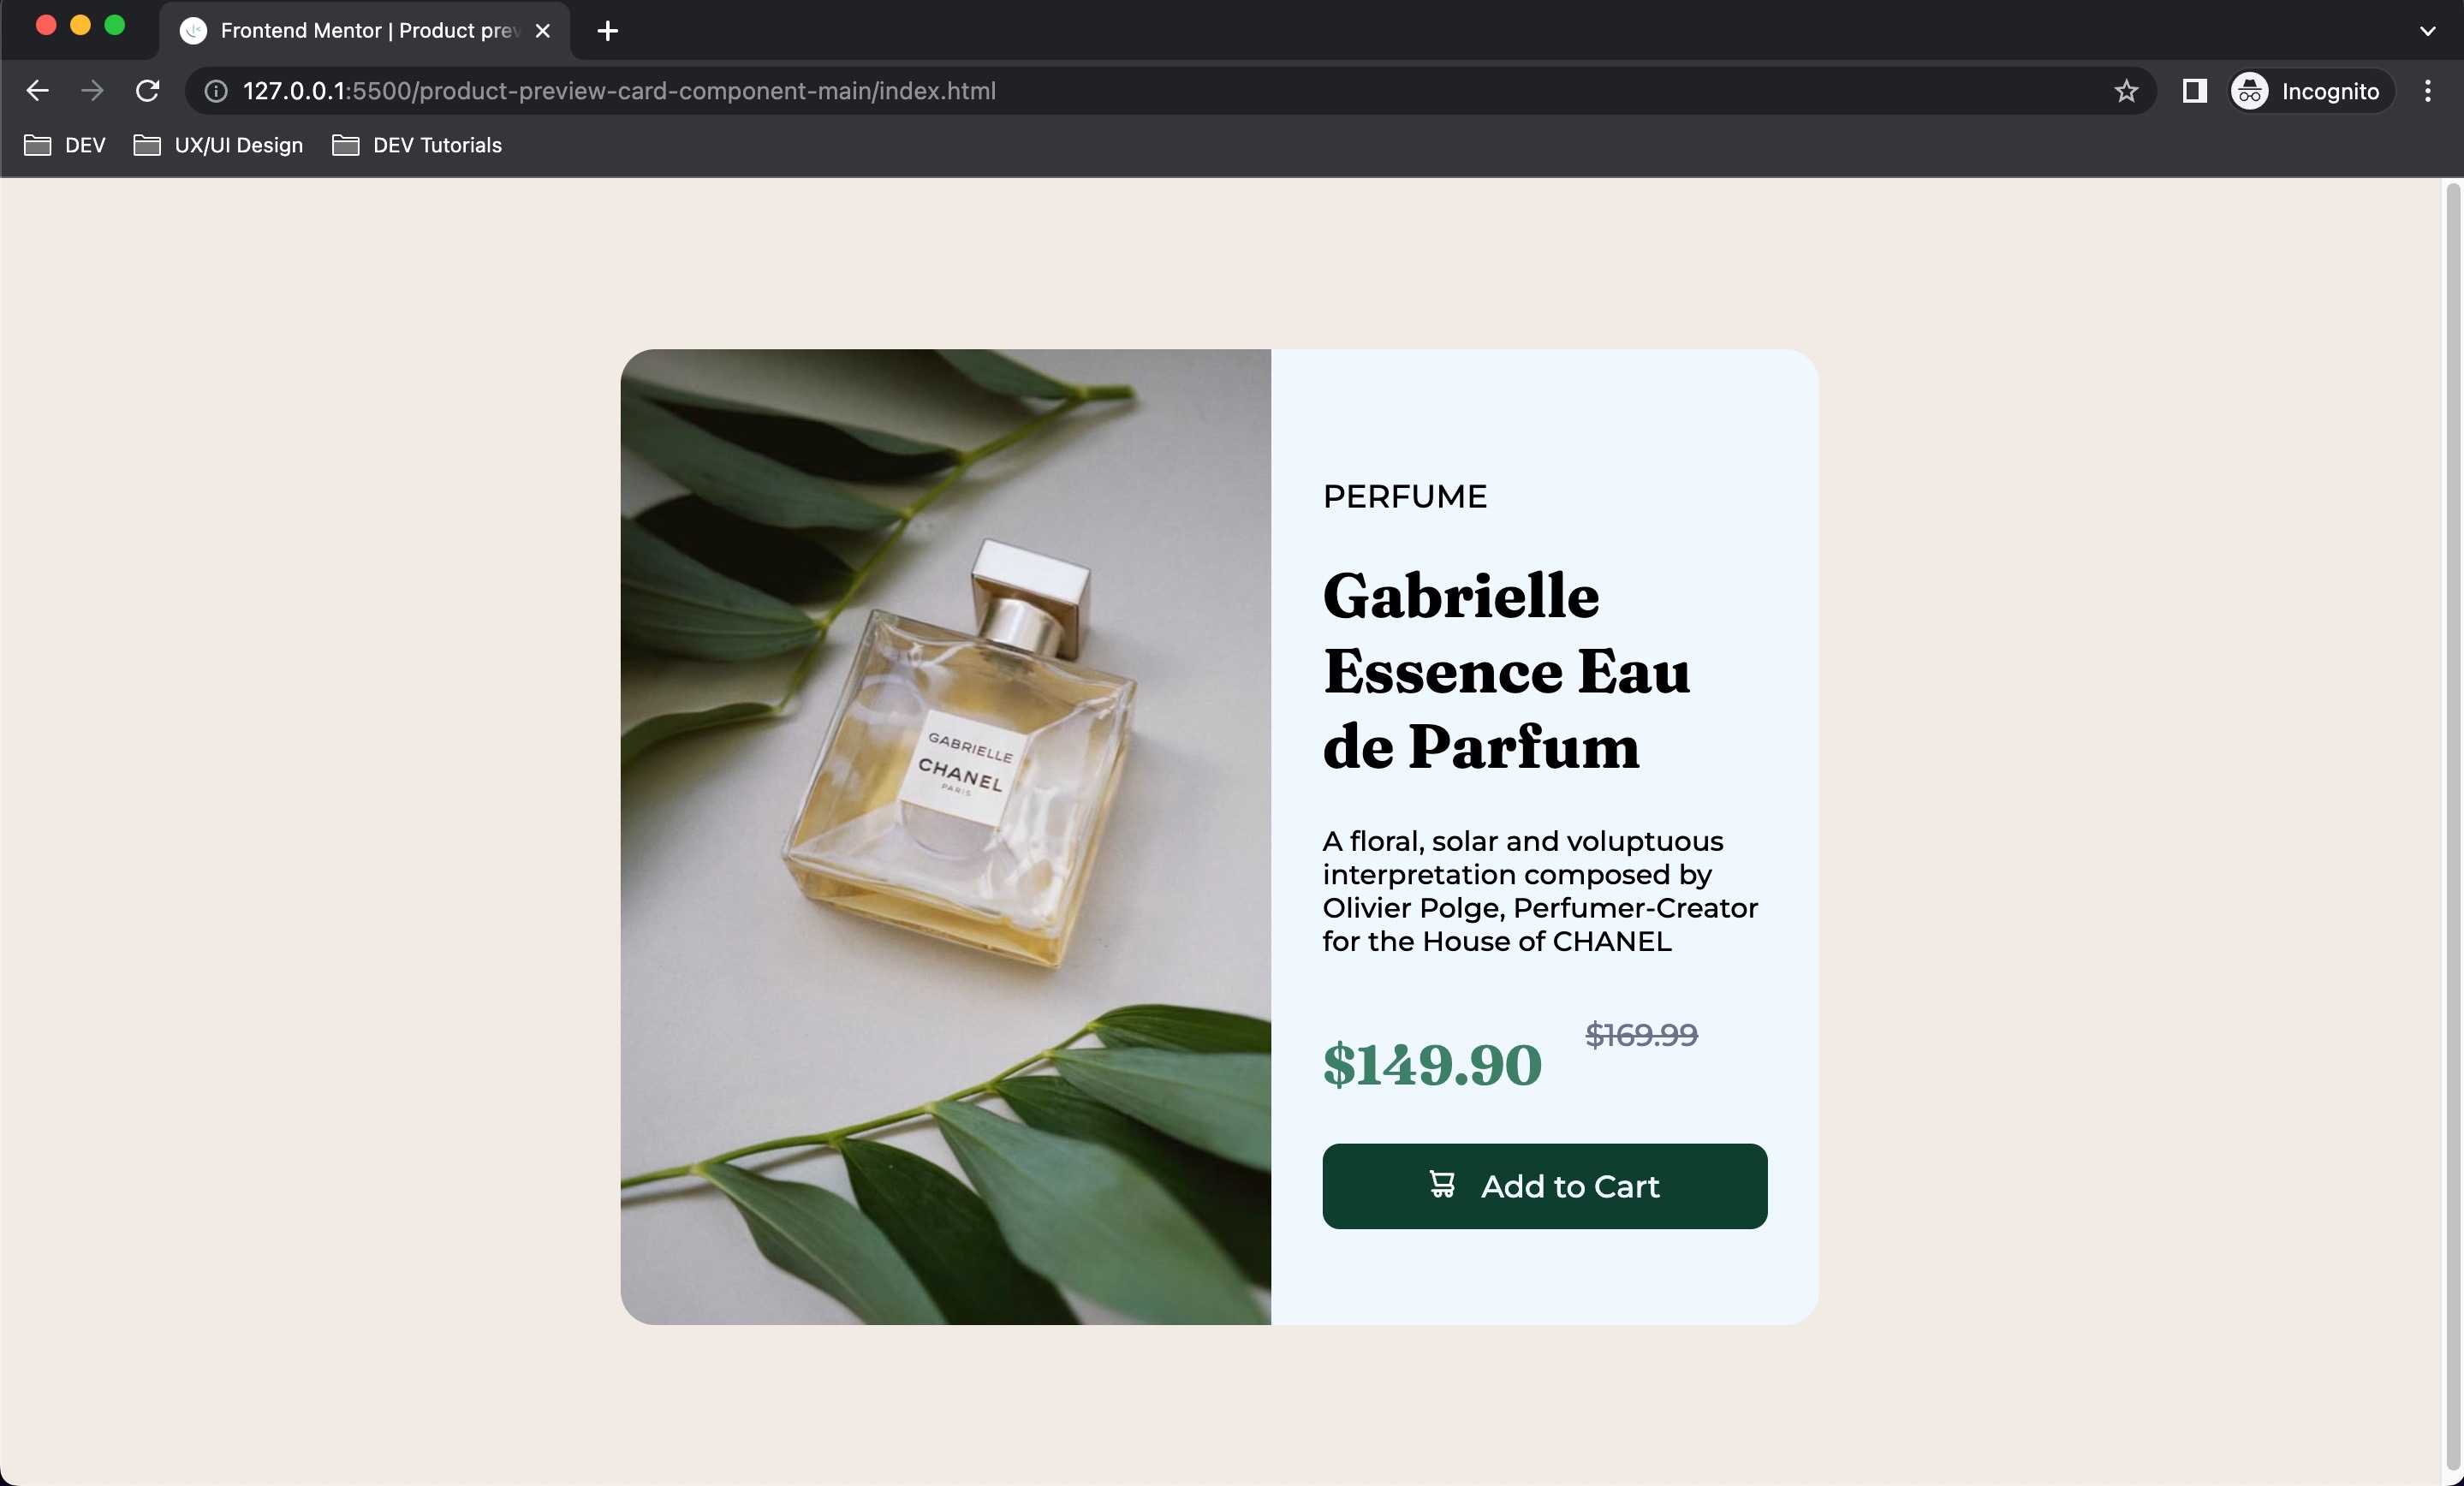 Frontend Mentor | Product prev
127.0.0.1:5500/product-preview-card-component-main/index.html
Incognito
DEV
UX/UI Design
DEV Tutorials
GABRIELLE
CHANEL
PARIS
PERFUME
Gabrielle
Essence Eau
de Parfum
A floral, solar and voluptuous
interpretation composed by
Olivier Polge, Perfumer-Creator
for the House of CHANEL
$149.90 $169.99
Add to Cart